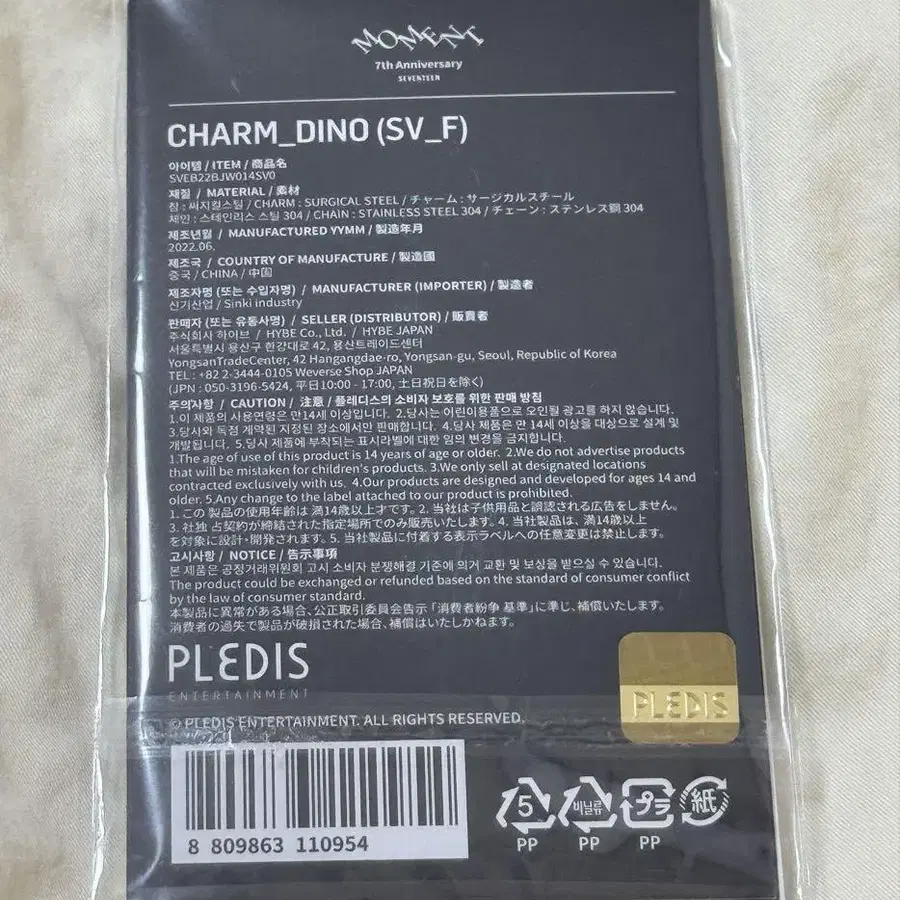 MOMENT
7th Anniversary
SEVENTEEN
CHARM_DINO (SV_F)
아이템 / ITEM / 商品名
SVEB22BJW014SV0
재질 / MATERIAL / 素材
참 : 써지컬스틸 / CHARM : SURGICAL STEEL / チャーム : サージカルスチール
체인 : 스테인리스 스틸 304 / CHAIN : STAINLESS STEEL 304 / チェーン : ステンレス鋼 304
제조년월 / MANUFACTURED YYMM / 製造年月
2022.06.
제조국 / COUNTRY OF MANUFACTURE / 製造國
중국 / CHINA / 中国
제조자명 (또는 수입자명) / MANUFACTURER (IMPORTER) / 製造者
신기산업 / Sinki industry
판매자 (또는 유통사명) / SELLER (DISTRIBUTOR) / 販賣者
주식회사 하이브 / HYBE Co., Ltd. / HYBE JAPAN
서울특별시 용산구 한강대로 42, 용산트레이드센터
YongsanTradeCenter, 42 Hangangdae-ro, Yongsan-gu, Seoul, Republic of Korea
TEL : +82 2-3444-0105 Weverse Shop JAPAN
(JPN : 050-3196-5424, 平日10:00 - 17:00, 土日祝日を除く)
주의사항 / CAUTION / 注意 / 플레디스의 소비자 보호를 위한 판매 방침
1.이 제품의 사용연령은 만14세 이상입니다. 2.당사는 어린이용품으로 오인될 광고를 하지 않습니다.
3.당사와 독점 계약된 지정된 장소에서만 판매합니다. 4.당사 제품은 만 14세 이상을 대상으로 설계 및
개발됩니다. 5.당사 제품에 부착되는 표시라벨에 대한 임의 변경을 금지합니다.
1.The age of use of this product is 14 years of age or older. 2.We do not advertise products
that will be mistaken for children's products. 3.We only sell at designated locations
contracted exclusively with us. 4.Our products are designed and developed for ages 14 and
older. 5.Any change to the label attached to our product is prohibited.
1. この 製品の使用年齢は 満14歳以上才です。2. 当社は子供用品と誤認される広告をしません。
3. 社独 占契約が締結された指定場所でのみ販売いたします。4. 当社製品は、満14歳以上
を対象に設計・開発されます。5. 当社製品に付着する表示ラベルへの任意変更は禁止します。
고시사항 / NOTICE / 告示事項
본 제품은 공정거래위원회 고시 소비자 분쟁해결 기준에 의거 교환 및 보상을 받으실 수 있습니다.
The product could be exchanged or refunded based on the standard of consumer conflict
by the law of consumer standard.
本製品に異常がある場合、公正取引委員会告示「消費者紛争 基準」に準じ、補償いたします。
消費者の過失で製品が破損された場合、補償はいたしかねます。
PLEDIS
ENTERTAINMENT
PLEDIS
© PLEDIS ENTERTAINMENT. ALL RIGHTS RESERVED.
8 809863 110954
5 비닐류 プラ 紙
PP PP PP